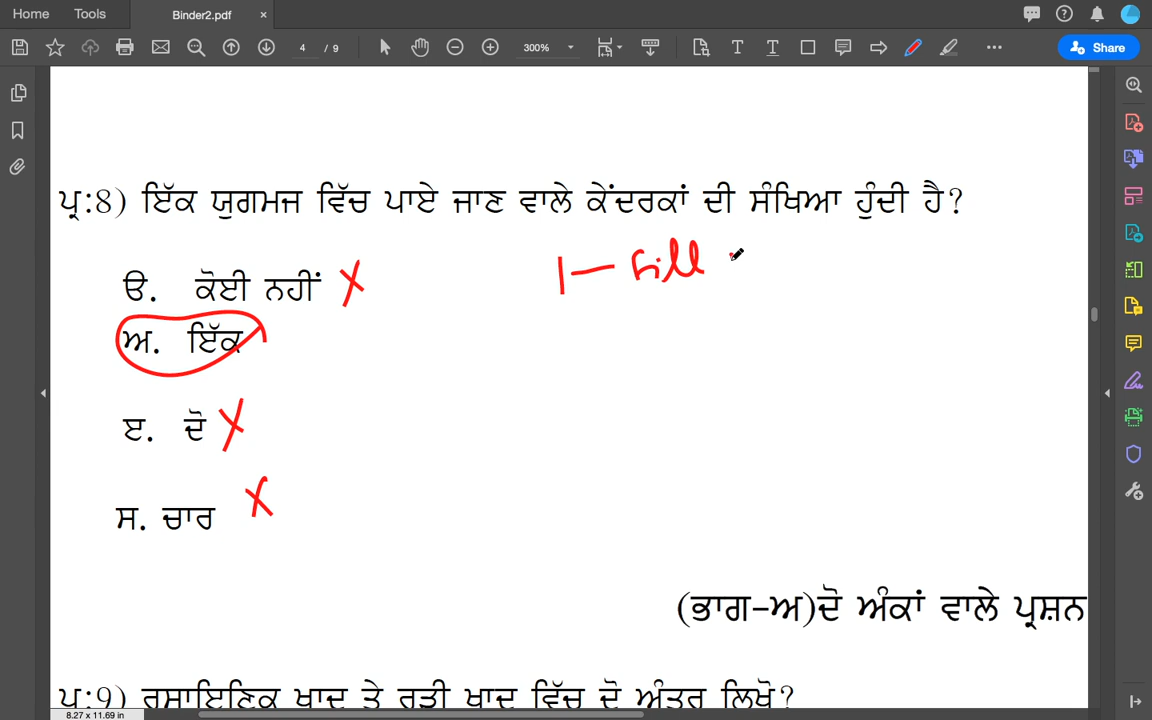 Home Tools Binder2.pdf ×
4 / 9 300% Share
ਪ੍ਰ:8) ਇੱਕ ਯੁਗਮਜ ਵਿੱਚ ਪਾਏ ਜਾਣ ਵਾਲੇ ਕੇਂਦਰਕਾਂ ਦੀ ਸੰਖਿਆ ਹੁੰਦੀ ਹੈ?
1—
ੳ. ਕੋਈ ਨਹੀਂ X
ਅ. ਇੱਕ
ੲ. ਦੋ X
ਸ. ਚਾਰ X
(ਭਾਗ-ਅ)ਦੋ ਅੰਕਾਂ ਵਾਲੇ ਪ੍ਰਸ਼ਨ
ਪ੍ਰ:9) ਰਸਾਇਣਿਕ ਖਾਦ ਤੇ ਰੂੜੀ ਖਾਦ ਵਿੱਚ ਦੋ ਅੰਤਰ ਲਿਖੋ?
8.27 x 11.69 in